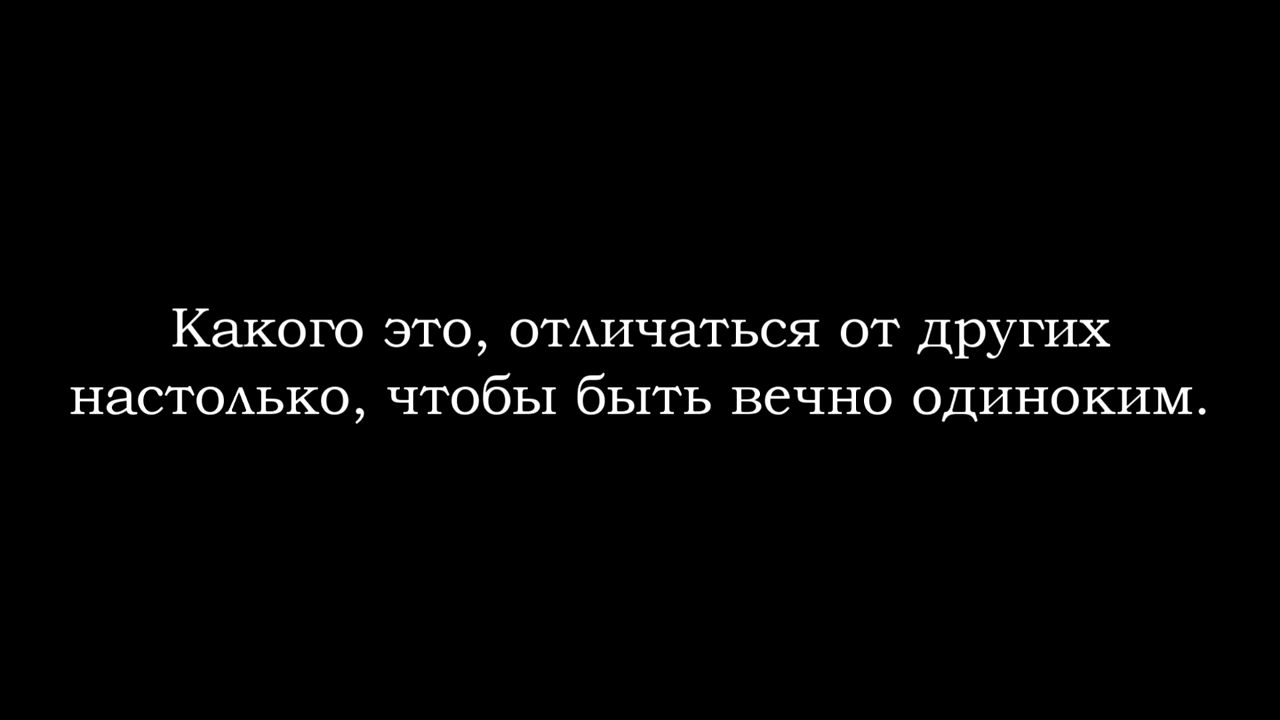 Какого это, отличаться от других
настолько, чтобы быть вечно одиноким.